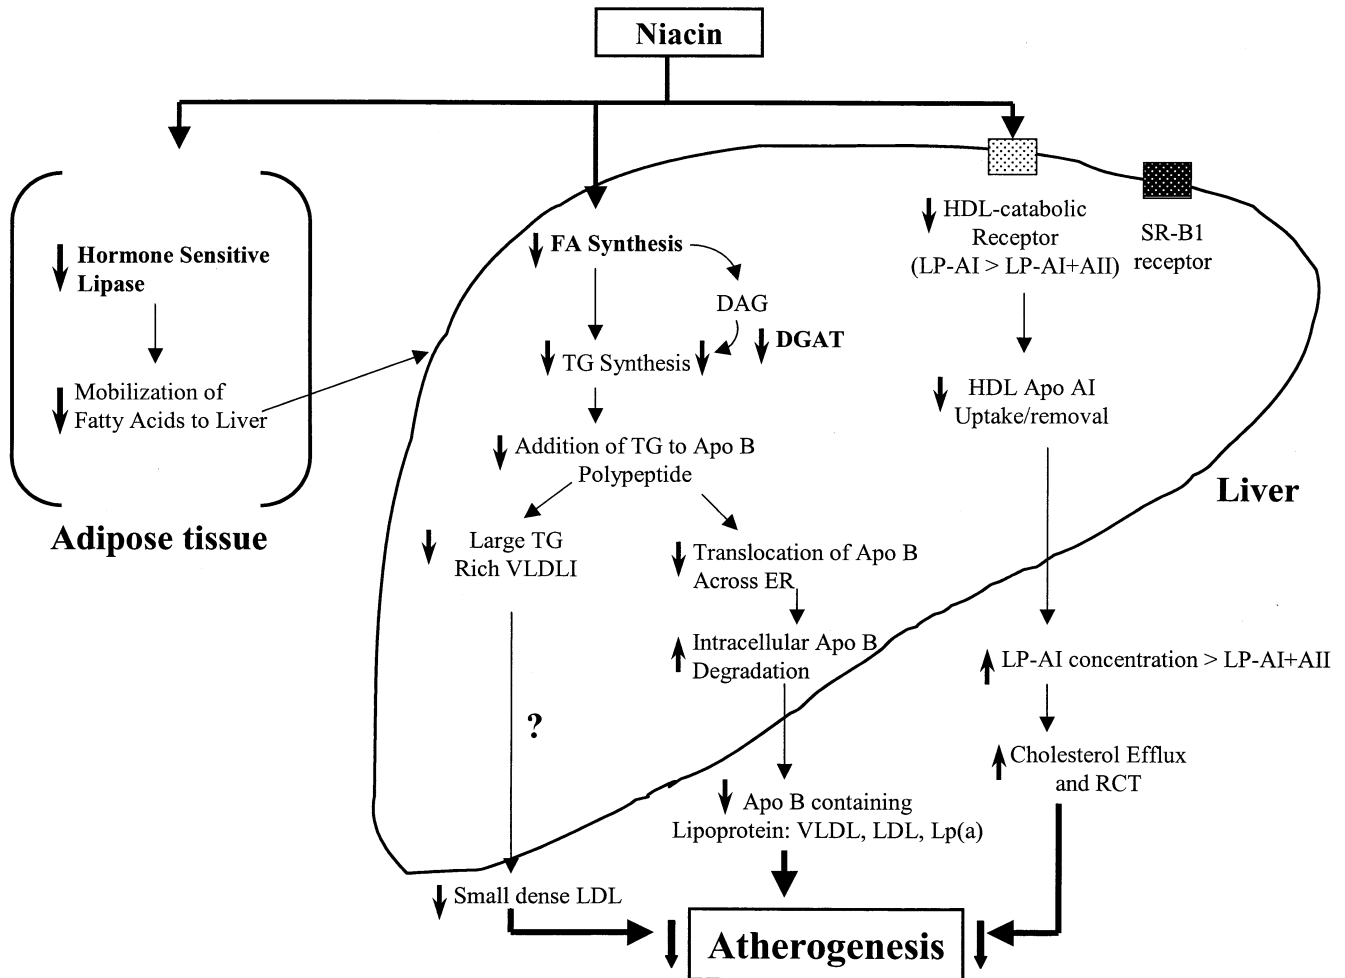 Niacin
Hormone Sensitive
Lipase
Mobilization of
Fatty Acids to Liver
Adipose tissue
FA Synthesis
DAG
DGAT
TG Synthesis
Addition of TG to Apo B
Polypeptide
Large TG
Rich VLDLI
?
Small dense LDL
Translocation of Apo B
Across ER
Intracellular Apo B
Degradation
Apo B containing
Lipoprotein: VLDL, LDL, Lp(a)
HDL-catabolic
Receptor
(LP-AI > LP-AI+AII)
SR-B1
receptor
HDL Apo AI
Uptake/removal
Liver
LP-AI concentration > LP-AI+AII
Cholesterol Efflux
and RCT
Atherogenesis